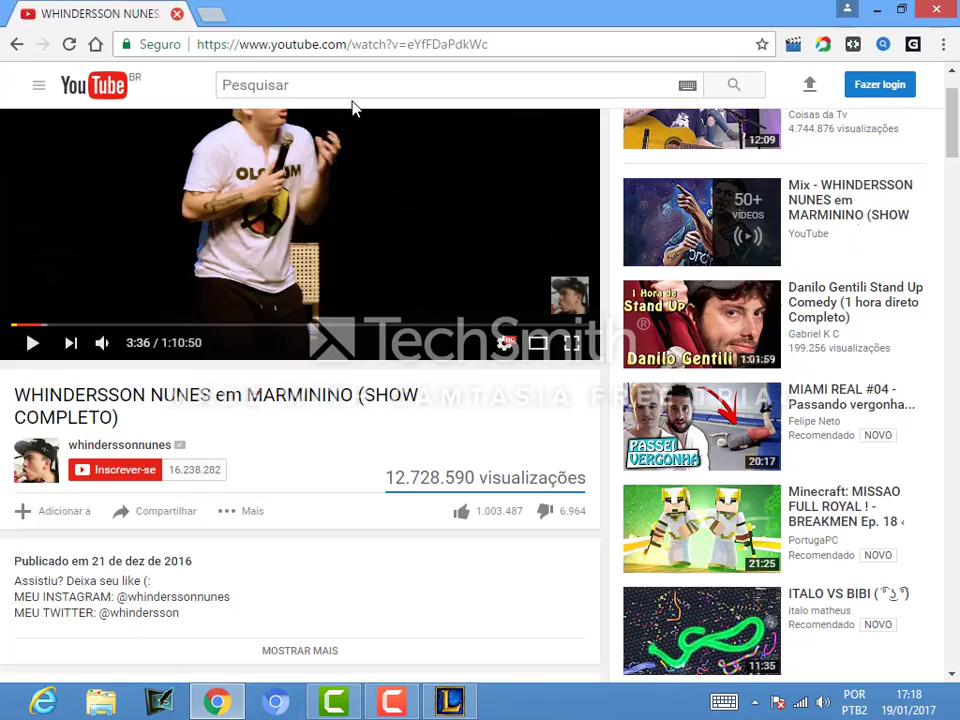 WHINDERSSON NUNES
Seguro
https://www.youtube.com/watch?v=eYfFDaPdkWc
YouTube BR
Pesquisar
Fazer login
Coisas da Tv
4.744.876 visualizações
12:09
50+
VÍDEOS
Mix - WHINDERSSON
NUNES em
MARMININO (SHOW
YouTube
1 Hora de
Stand Up
Danilo Gentili
1:01:59
Danilo Gentili Stand Up
Comedy (1 hora direto
Completo)
Gabriel K C
199.256 visualizações
3:36 / 1:10:50
HD
TechSmith®
WHINDERSSON NUNES em MARMININO (SHOW
COMPLETO)
whinderssonnunes
Inscrever-se 16.238.282
12.728.590 visualizações
Adicionar a
Compartilhar
Mais
1.003.487
6.964
Publicado em 21 de dez de 2016
Assistiu? Deixa seu like (:
MEU INSTAGRAM: @whinderssonnunes
MEU TWITTER: @whindersson
MOSTRAR MAIS
PASSEI
VERGONHA
20:17
MIAMI REAL #04 -
Passando vergonha...
Felipe Neto
Recomendado NOVO
21:25
Minecraft: MISSAO
FULL ROYAL ! -
BREAKMEN Ep. 18 ‹
PortugaPC
Recomendado NOVO
11:35
ITALO VS BIBI ( ͡° ͜ʖ ͡°)
italo matheus
Recomendado NOVO
POR
PTB2
17:18
19/01/2017